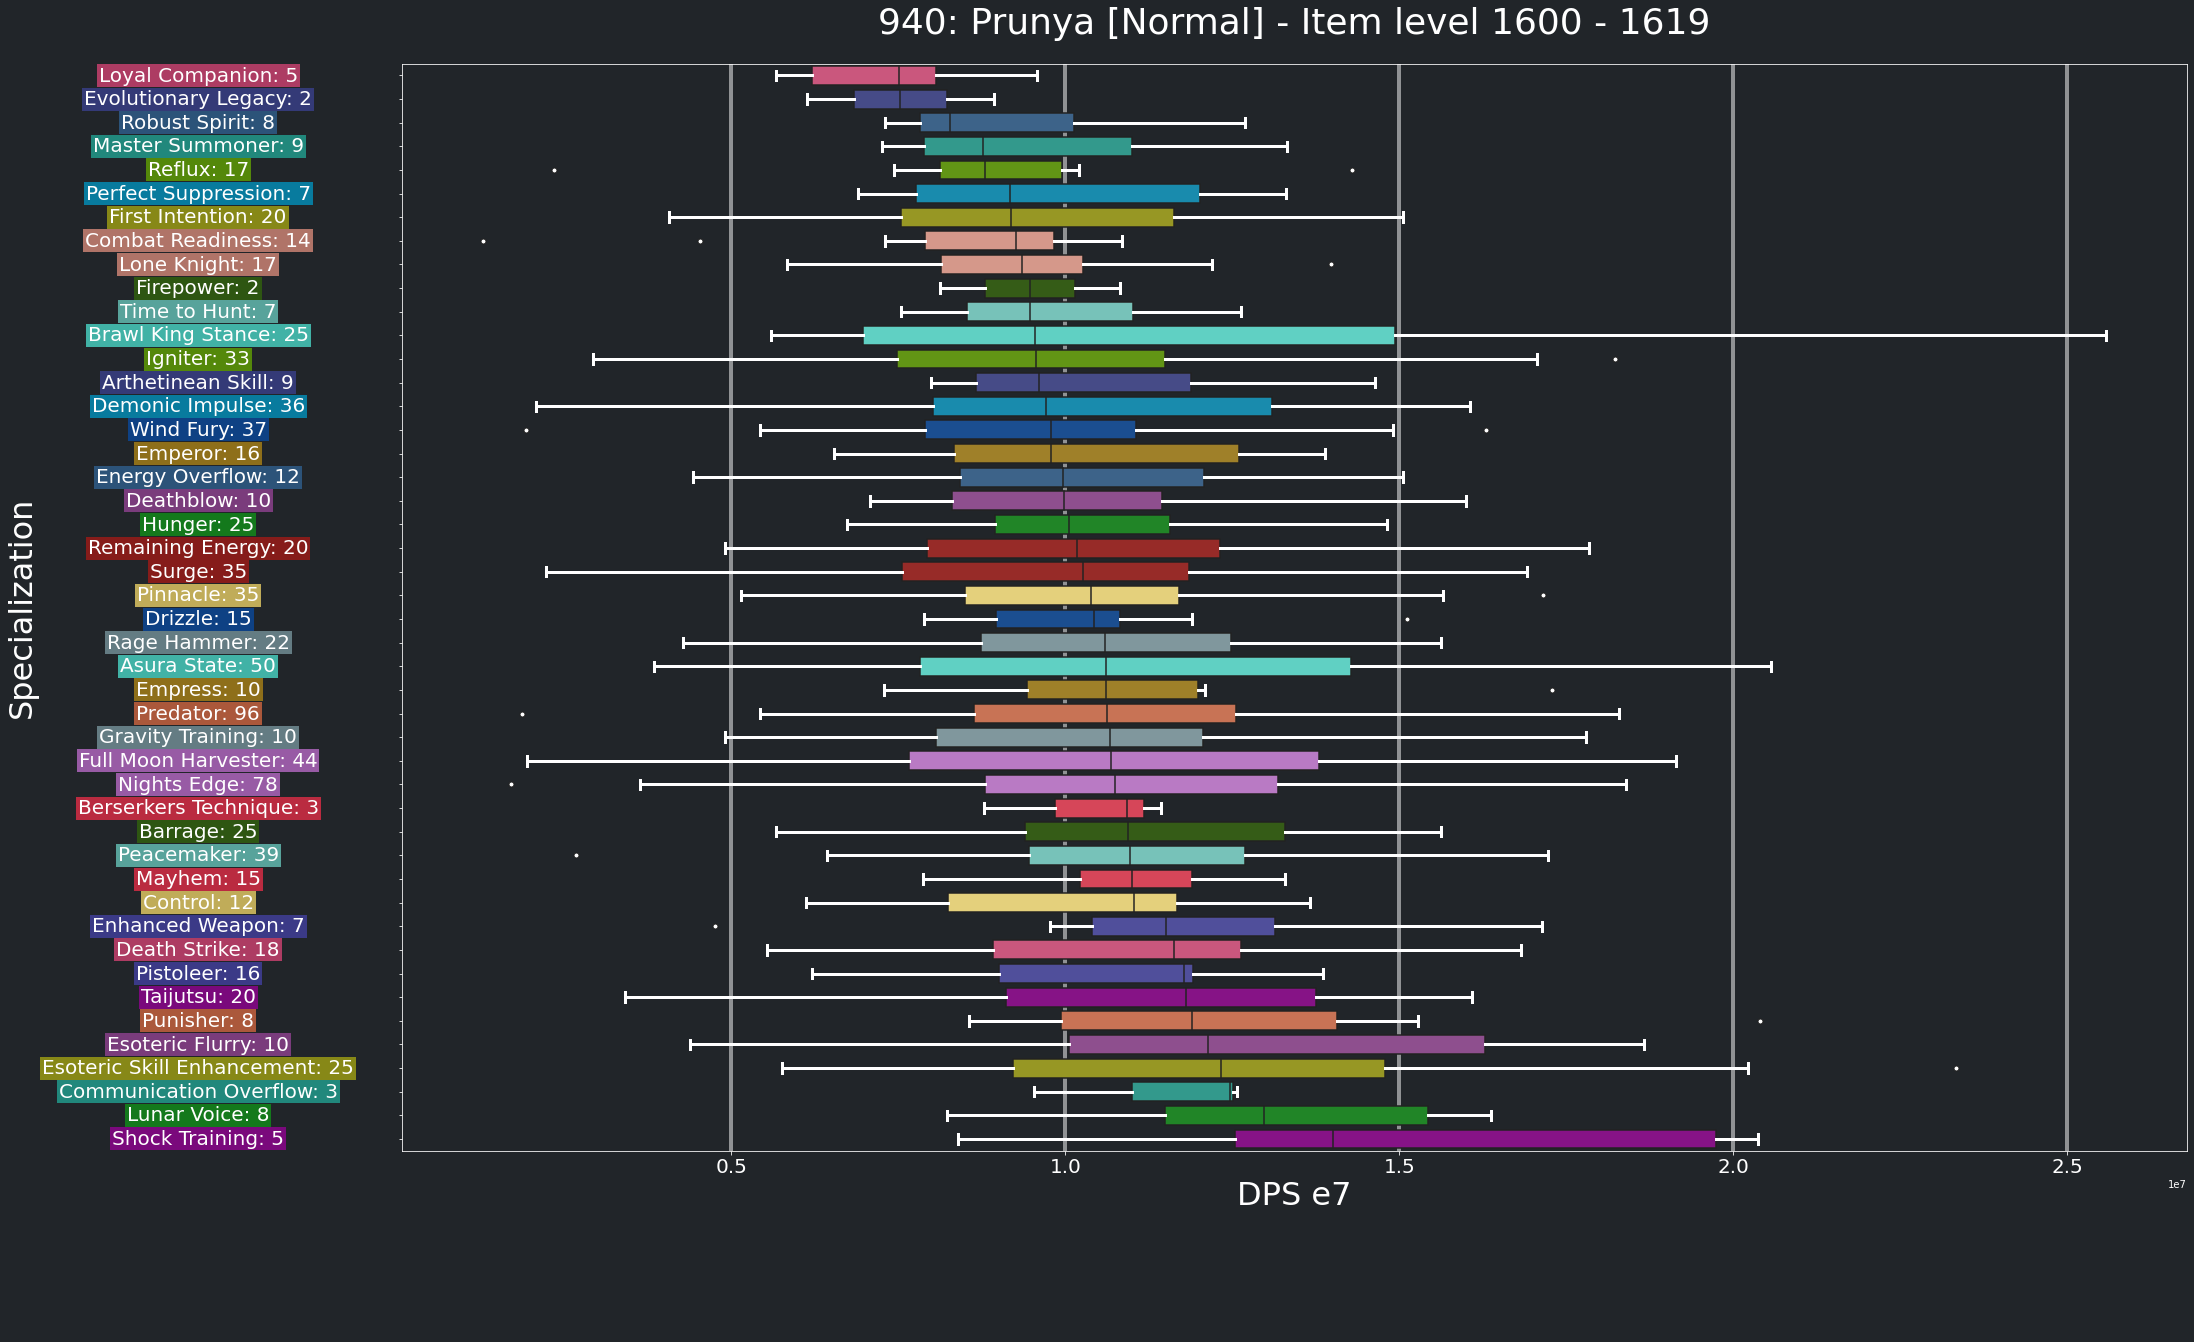 940: Prunya [Normal] - Item level 1600 - 1619
Loyal Companion: 5
Evolutionary Legacy: 2
Robust Spirit: 8
Master Summoner: 9
Reflux: 17
Perfect Suppression: 7
First Intention: 20
Combat Readiness: 14
Lone Knight: 17
Firepower: 2
Time to Hunt: 7
Brawl King Stance: 25
Igniter: 33
Arthetinean Skill: 9
Demonic Impulse: 36
Wind Fury: 37
Emperor: 16
Energy Overflow: 12
Deathblow: 10
Hunger: 25
Remaining Energy: 20
Surge: 35
Pinnacle: 35
Drizzle: 15
Rage Hammer: 22
Asura State: 50
Empress: 10
Predator: 96
Gravity Training: 10
Full Moon Harvester: 44
Nights Edge: 78
Berserkers Technique: 3
Barrage: 25
Peacemaker: 39
Mayhem: 15
Control: 12
Enhanced Weapon: 7
Death Strike: 18
Pistoleer: 16
Taijutsu: 20
Punisher: 8
Esoteric Flurry: 10
Esoteric Skill Enhancement: 25
Communication Overflow: 3
Lunar Voice: 8
Shock Training: 5
Specialization
0.5 1.0 1.5 2.0 2.5
DPS e7
1e7